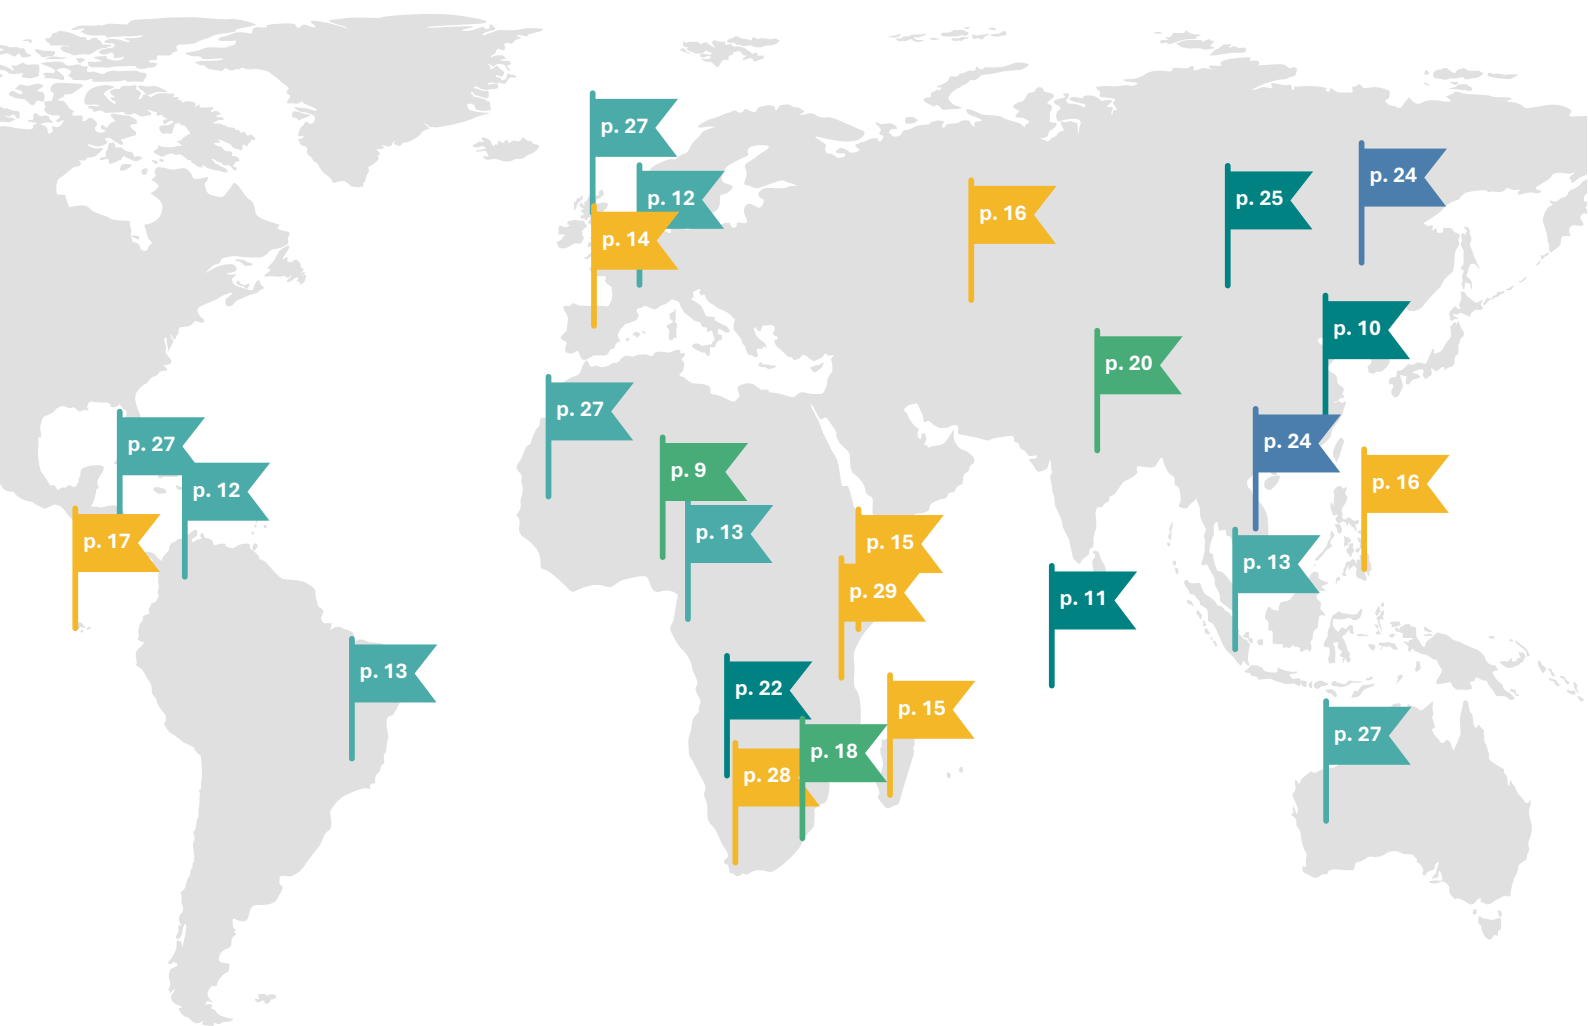 p. 27
p. 24
p. 12
p. 25
p. 16
p. 14
p. 10
p. 20
p. 27
p. 27
p. 24
p. 9
p. 16
p. 12
p. 13
p. 17
p. 15
p. 13
p. 29
p. 11
p. 13
p. 22
p. 15
p. 27
p. 18
p. 28